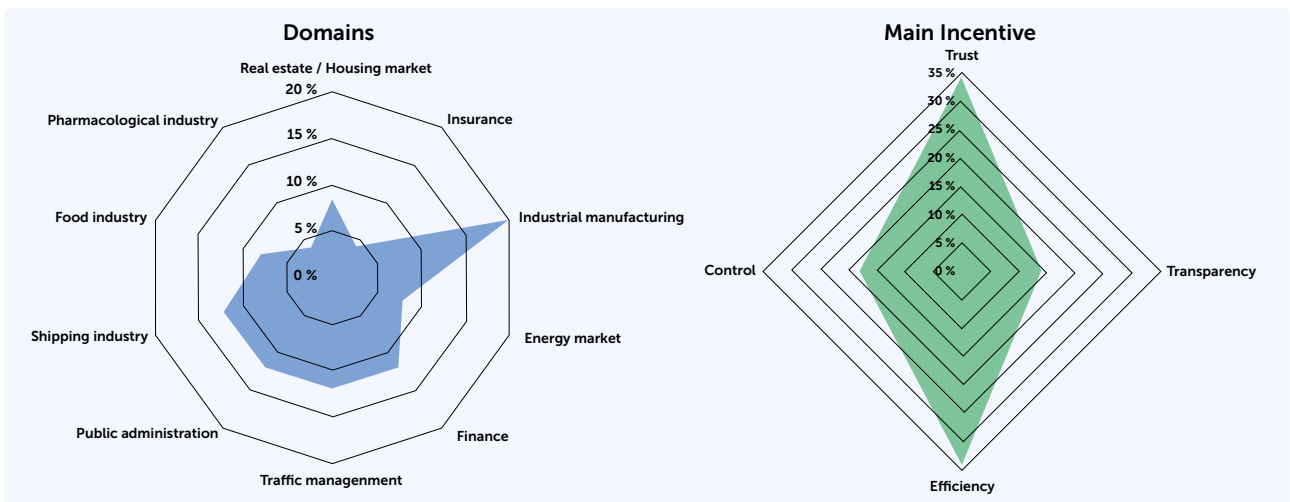 Domains
Real estate / Housing market
20 %
Pharmacological industry
Insurance
15 %
10 %
Food industry
Industrial manufacturing
5 %
0 %
Shipping industry
Energy market
Public administration
Finance
Traffic managenment
Main Incentive
Trust
35 %
30 %
25 %
20 %
15 %
10 %
5 %
Control
0 %
Transparency
Efficiency